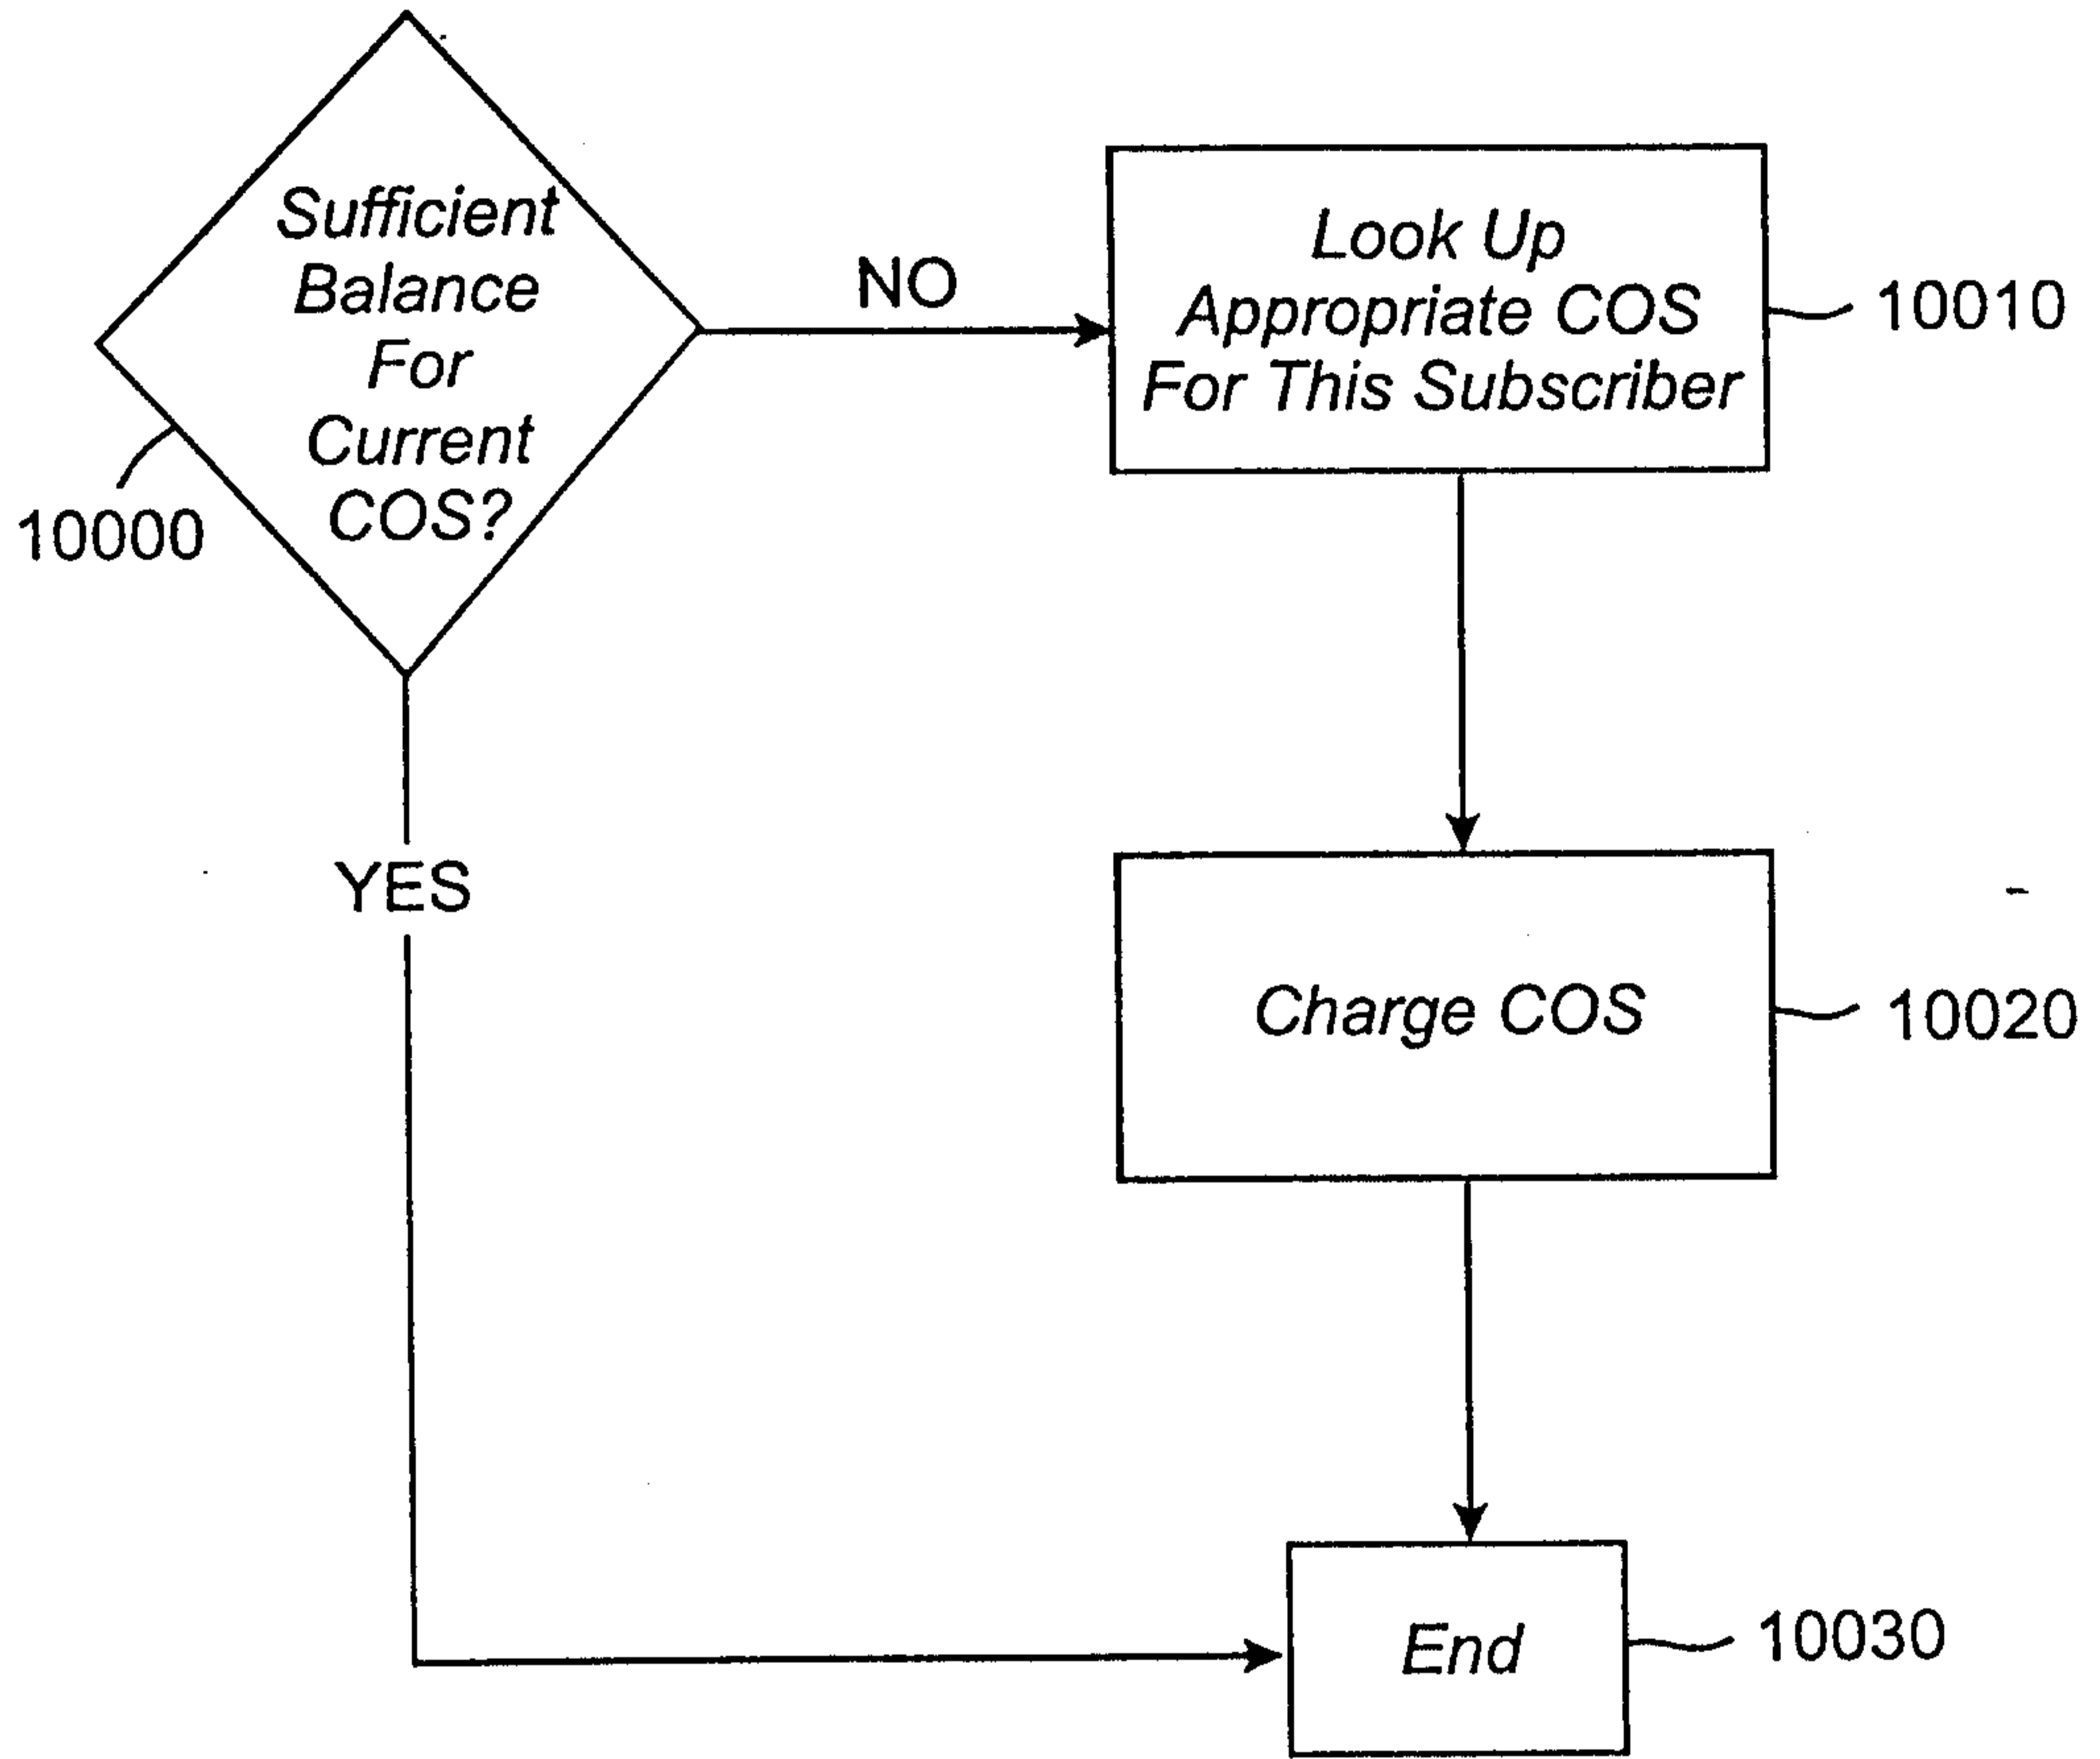 Sufficient
Balance
For
Current
COS?
10000
NO
Look Up
Appropriate COS
For This Subscriber
10010
YES
Charge COS
10020
End
10030